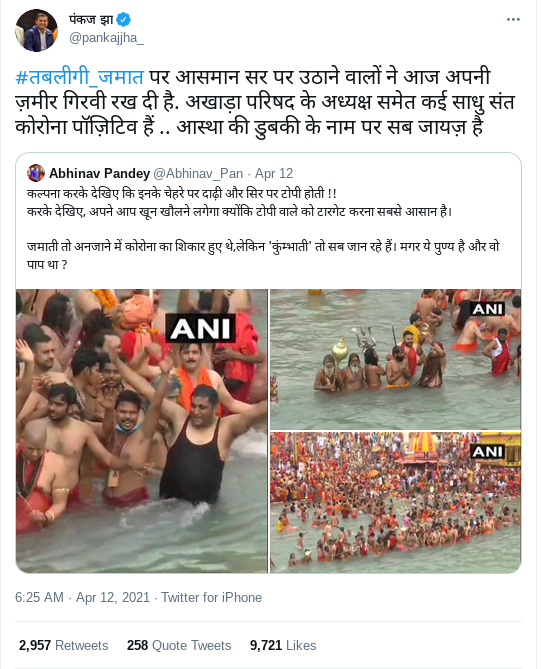 पंकज झा
@pankajjha_
#तबलीगी_जमात पर आसमान सर पर उठाने वालों ने आज अपनी
ज़मीर गिरवी रख दी है. अखाड़ा परिषद के अध्यक्ष समेत कई साधु संत
कोरोना पॉज़िटिव हैं .. आस्था की डुबकी के नाम पर सब जायज़ है
Abhinav Pandey @Abhinav_Pan · Apr 12
कल्पना करके देखिए कि इनके चेहरे पर दाढ़ी और सिर पर टोपी होती !!
करके देखिए, अपने आप खून खौलने लगेगा क्योंकि टोपी वाले को टारगेट करना सबसे आसान है।
जमाती तो अनजाने में कोरोना का शिकार हुए थे,लेकिन 'कुंम्भाती' तो सब जान रहे हैं। मगर ये पुण्य है और वो
पाप था ?
ANI
ANI
ANI
6:25 AM · Apr 12, 2021 · Twitter for iPhone
2,957 Retweets 258 Quote Tweets 9,721 Likes